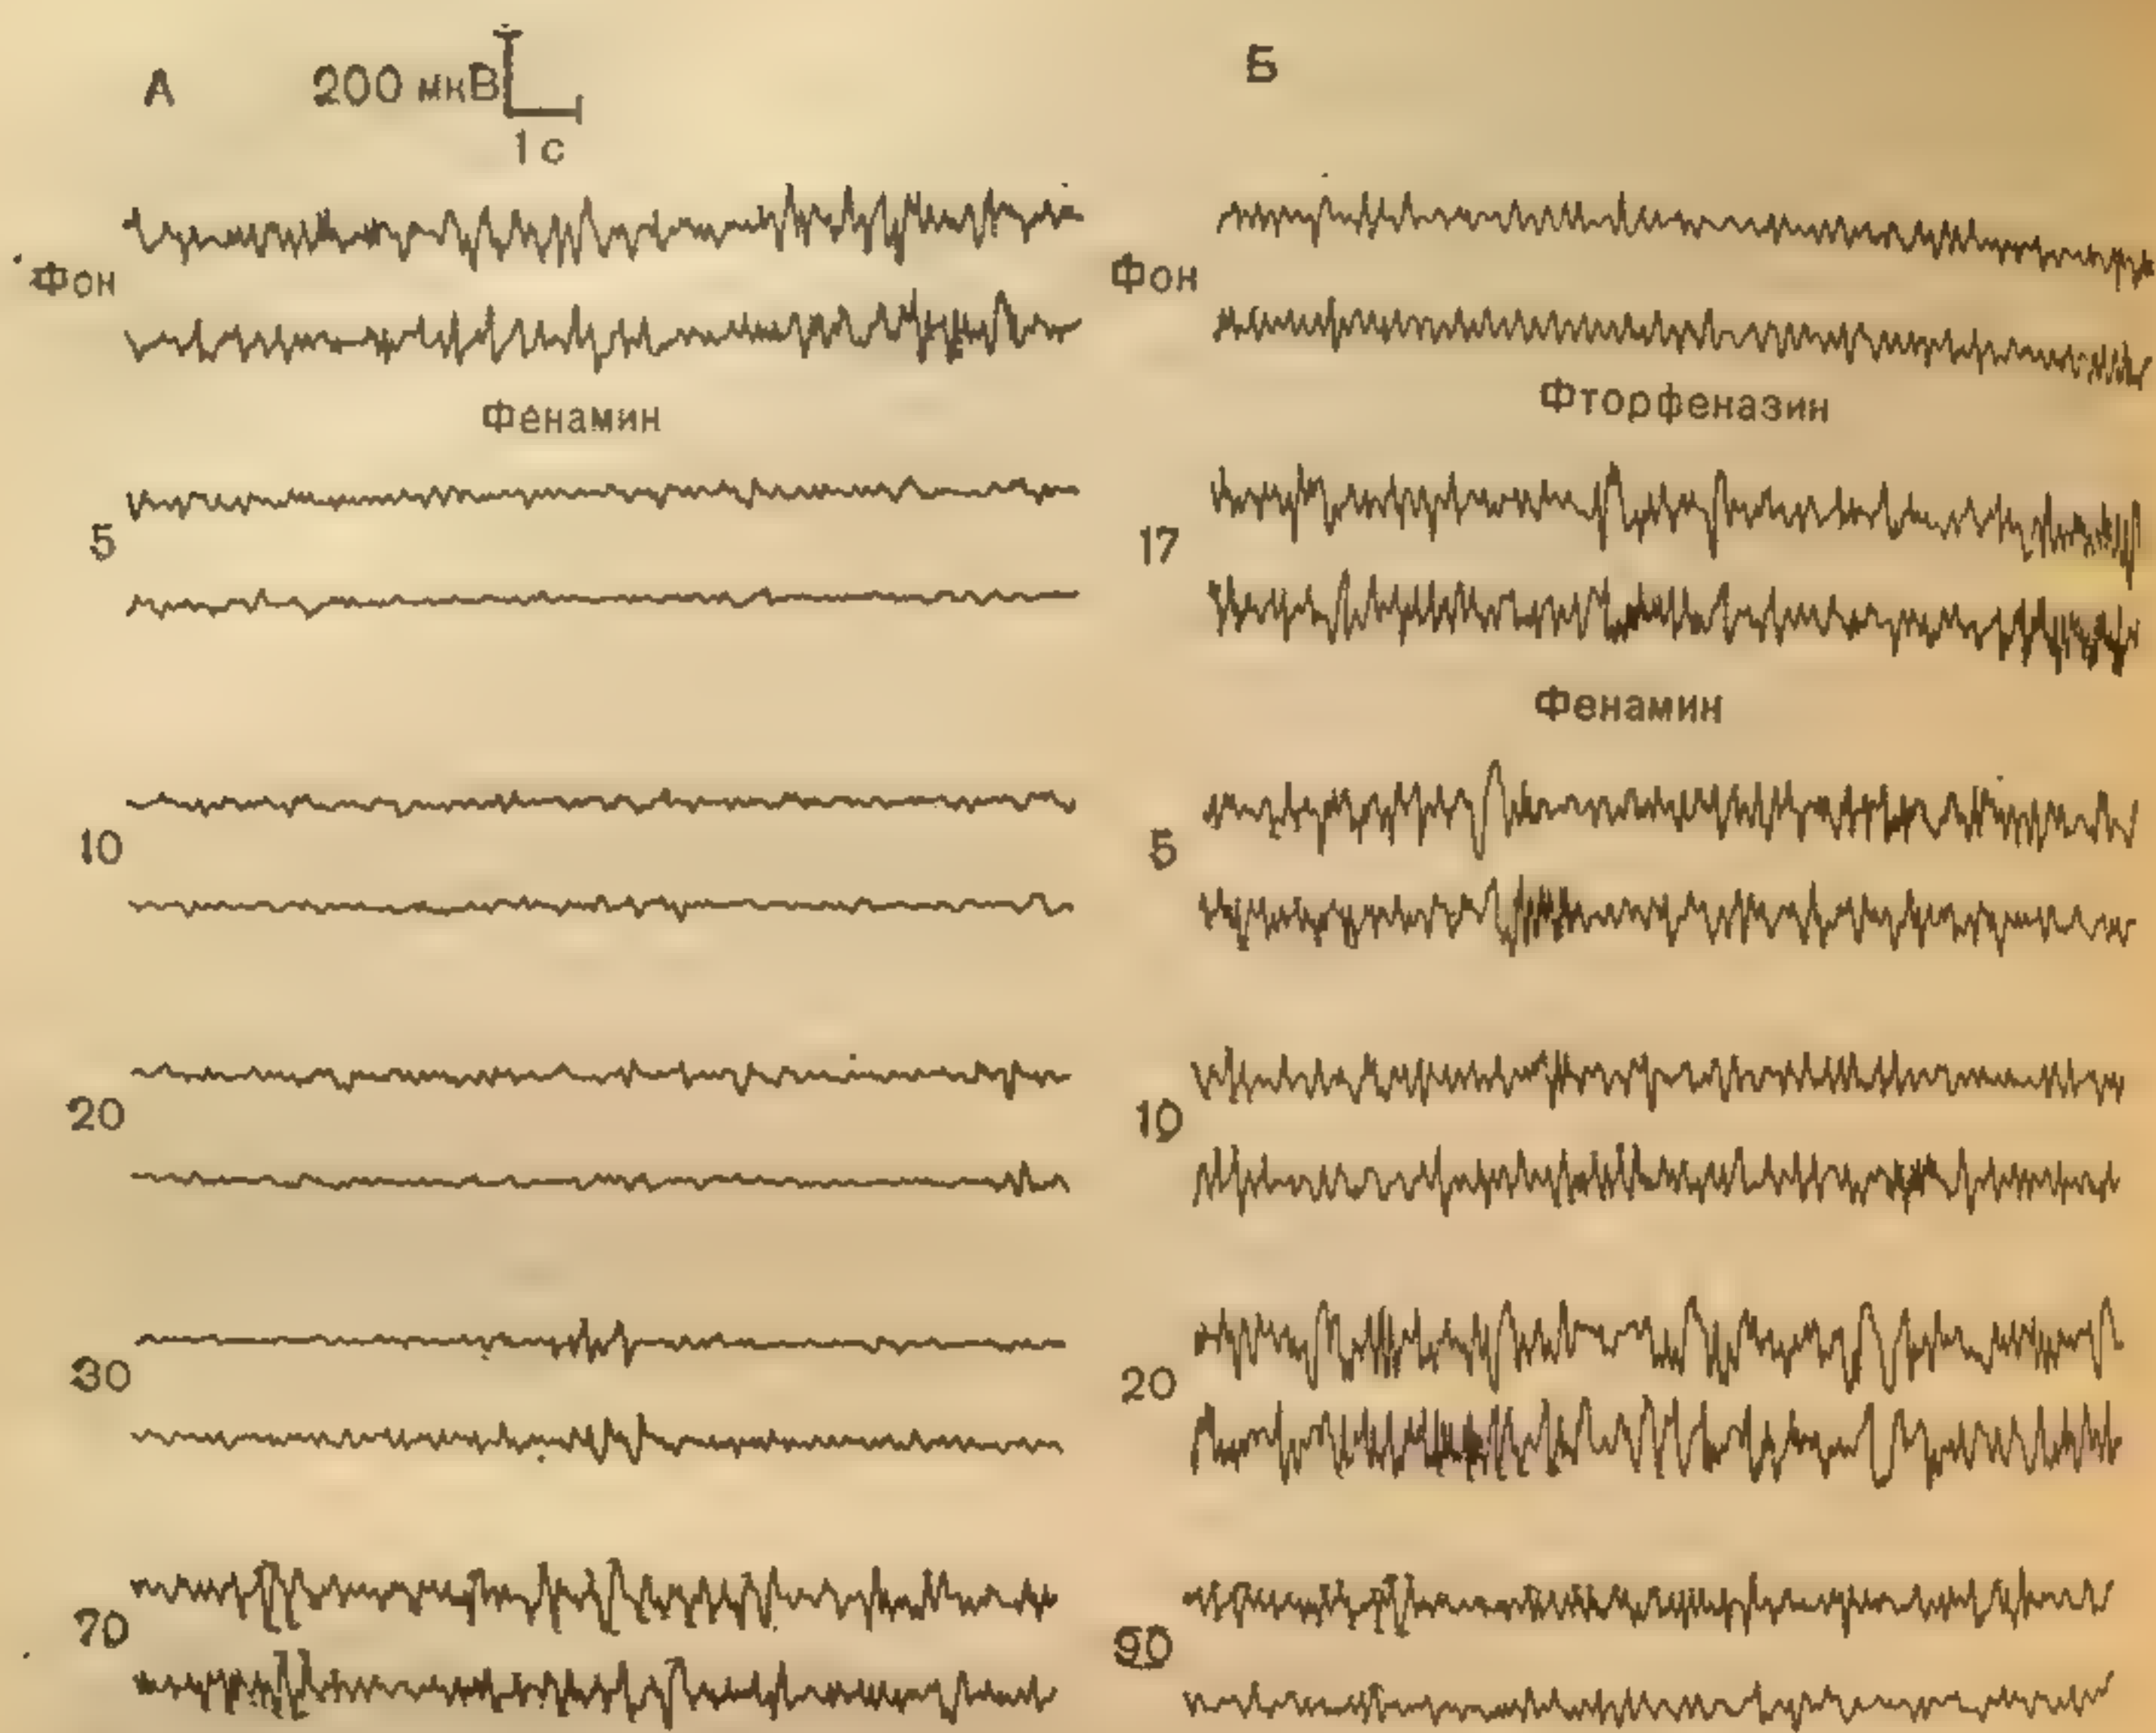 А
200 мкВ
1 с
Фон
Фенамин
5
10
20
30
70
Б
Фон
Фторфеназин
17
Фенамин
5
10
20
90